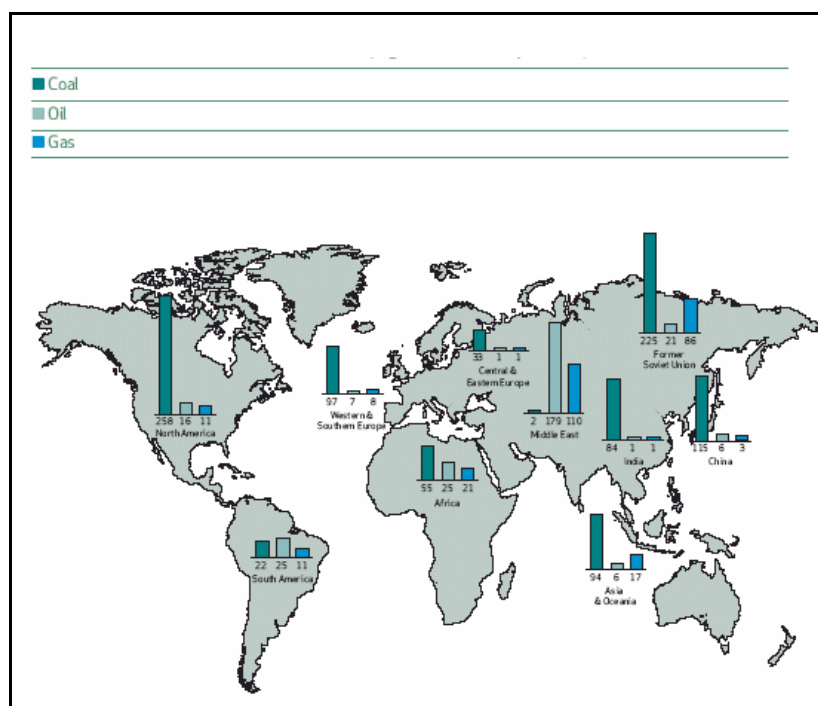 Coal
Oil
Gas
225 21 86
Former
Soviet Union
33 1 1
Central &
Eastern Europe
97 7 8
Western &
Southern Europe
258 16 11
North America
2 179 110
Middle East
84 1 1
India
115 6 3
China
55 25 21
Africa
22 25 11
South America
94 6 17
Asia
& Oceania